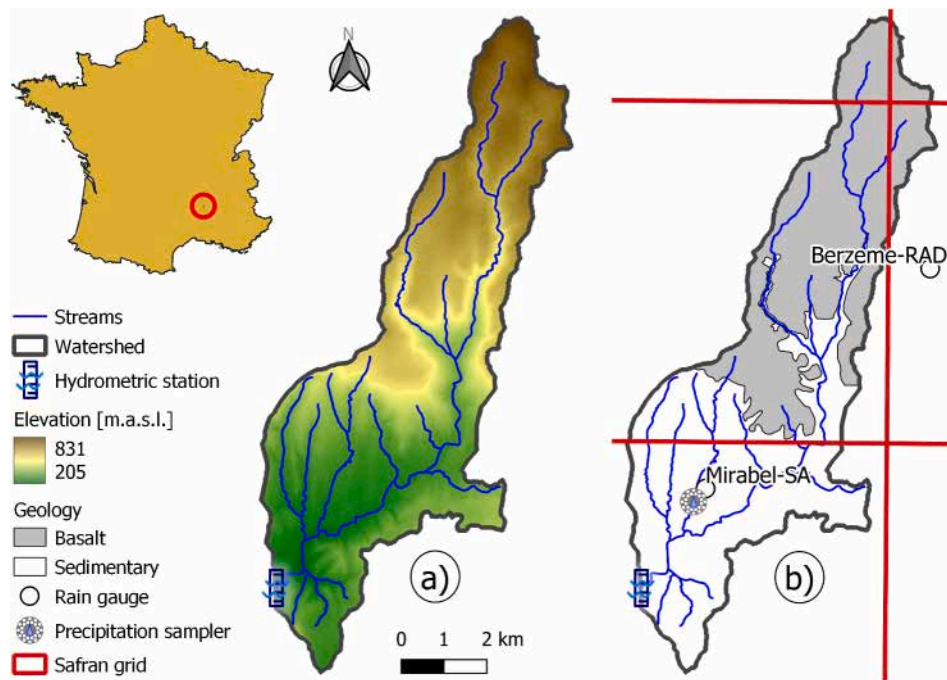 N
Streams
Watershed
Hydrometric station
Elevation [m.a.s.l.]
831
205
Geology
Basalt
Sedimentary
Rain gauge
Precipitation sampler
Safran grid
a)
0 1 2 km
Berzeme-RAD
Mirabel-SA
b)